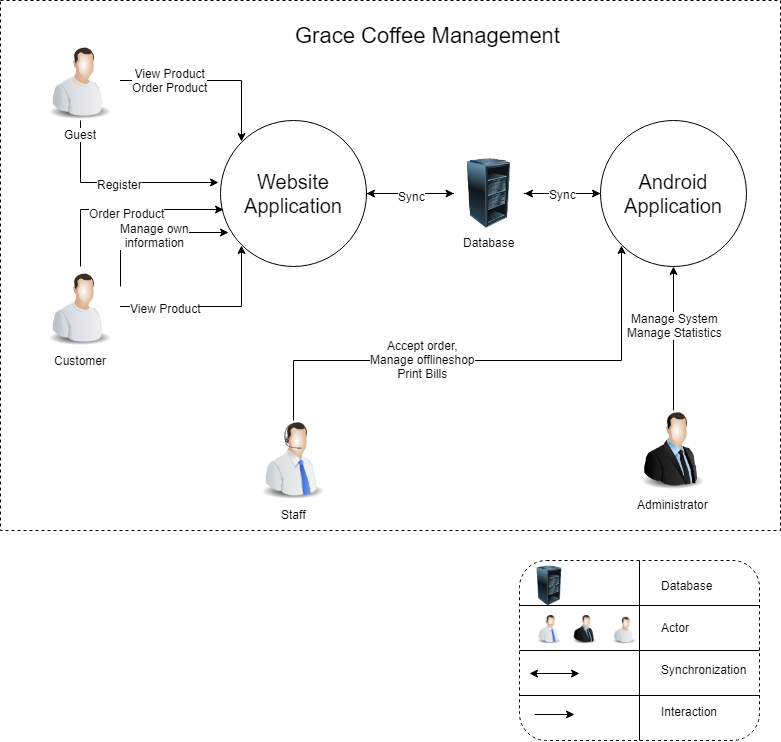 Grace Coffee Management
View Product
Order Product
Guest
Register
Website
Application
Sync
Database
Sync
Android
Application
Order Product
Manage own
information
View Product
Customer
Accept order,
Manage offlineshop
Print Bills
Staff
Manage System
Manage Statistics
Administrator
Database
Actor
Synchronization
Interaction